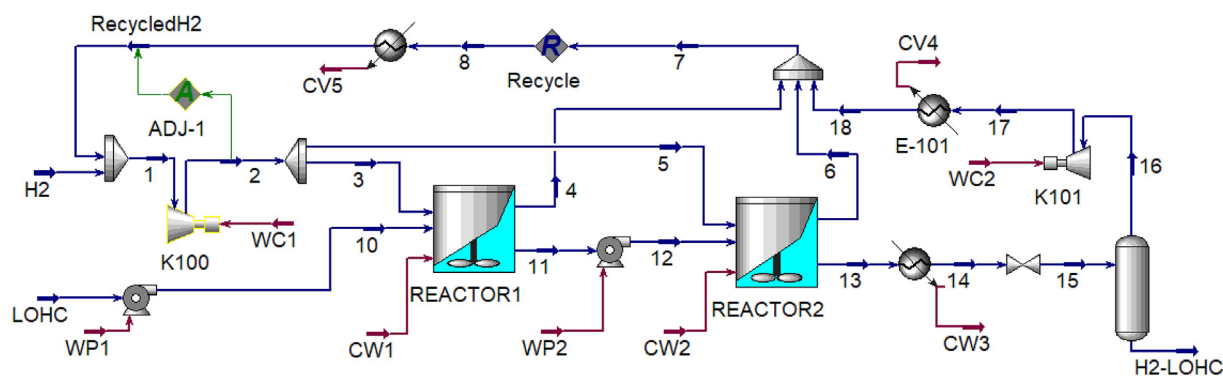 RecycledH2
CV5
8
R
Recycle
7
CV4
18
E-101
17
16
A
ADJ-1
H2
1
2
3
5
4
6
WC2
K101
K100
WC1
10
REACTOR1
11
12
REACTOR2
13
14
15
LOHC
WP1
CW1
WP2
CW2
CW3
H2-LOHC